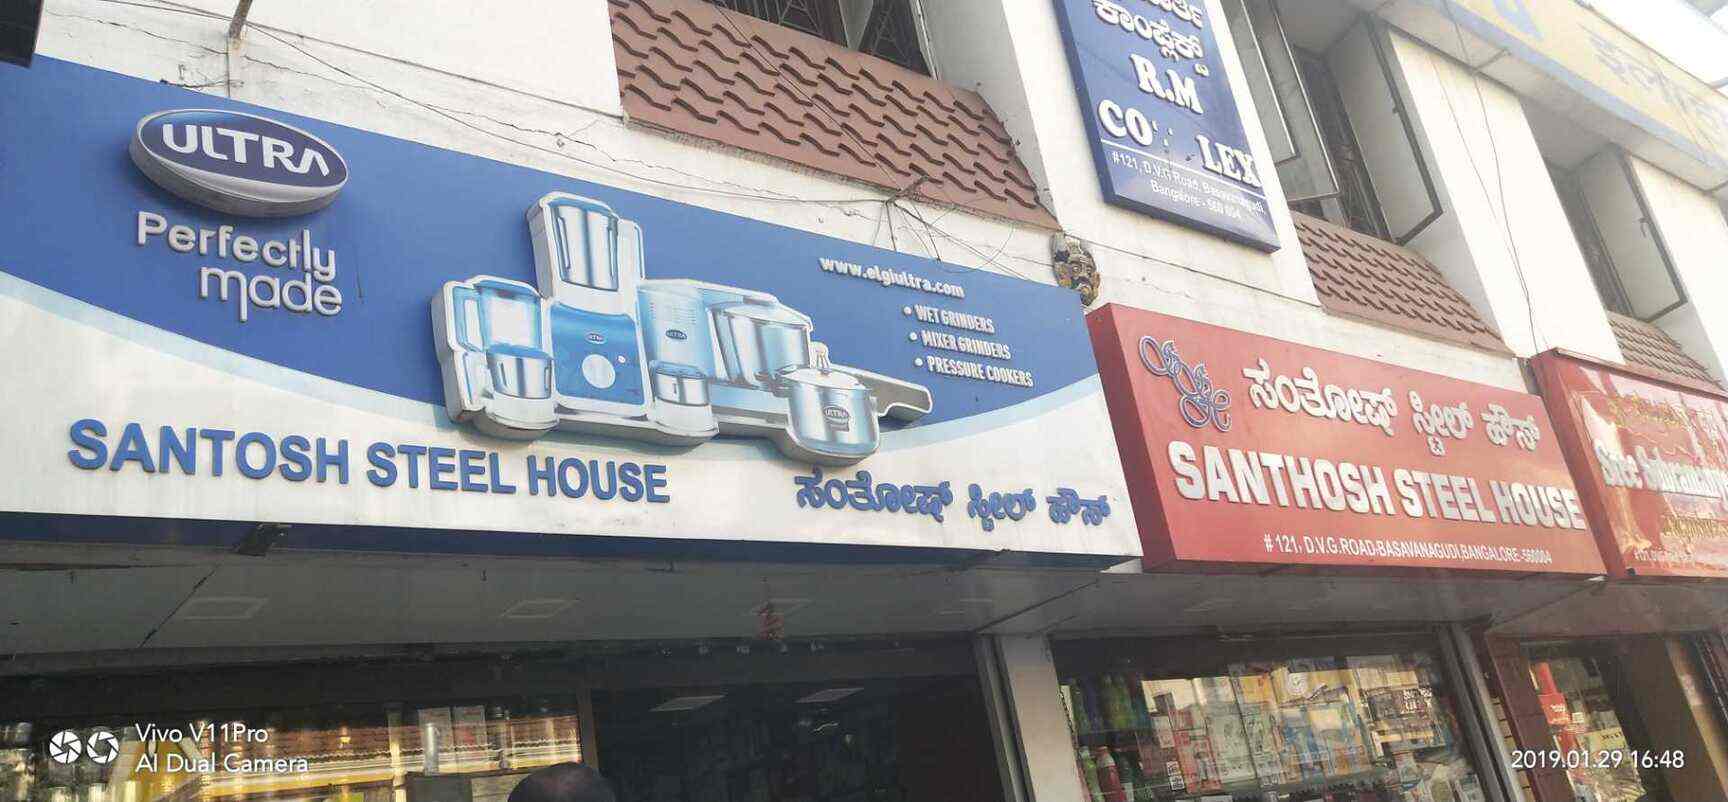 ULTRA
Perfectly
made
www.elgiultra.com
• WET GRINDERS
• MIXER GRINDERS
• PRESSURE COOKERS
SANTOSH STEEL HOUSE
ಸಂತೋಷ್ ಸ್ಟೀಲ್ ಹೌಸ್
ಕಾಂಪ್ಲೆಕ್ಸ್
R.M
#121, D.V.G Road, Basavanagudi,
Bangalore - 560 004.
ಸಂತೋಷ್ ಸ್ಟೀಲ್ ಹೌಸ್
SANTHOSH STEEL HOUSE
# 121, D.V.G.ROAD.BASAVANAGUDI,BANGALORE-560004
Sree
Vivo V11Pro
AI Dual Camera
2019.01.29 16:48